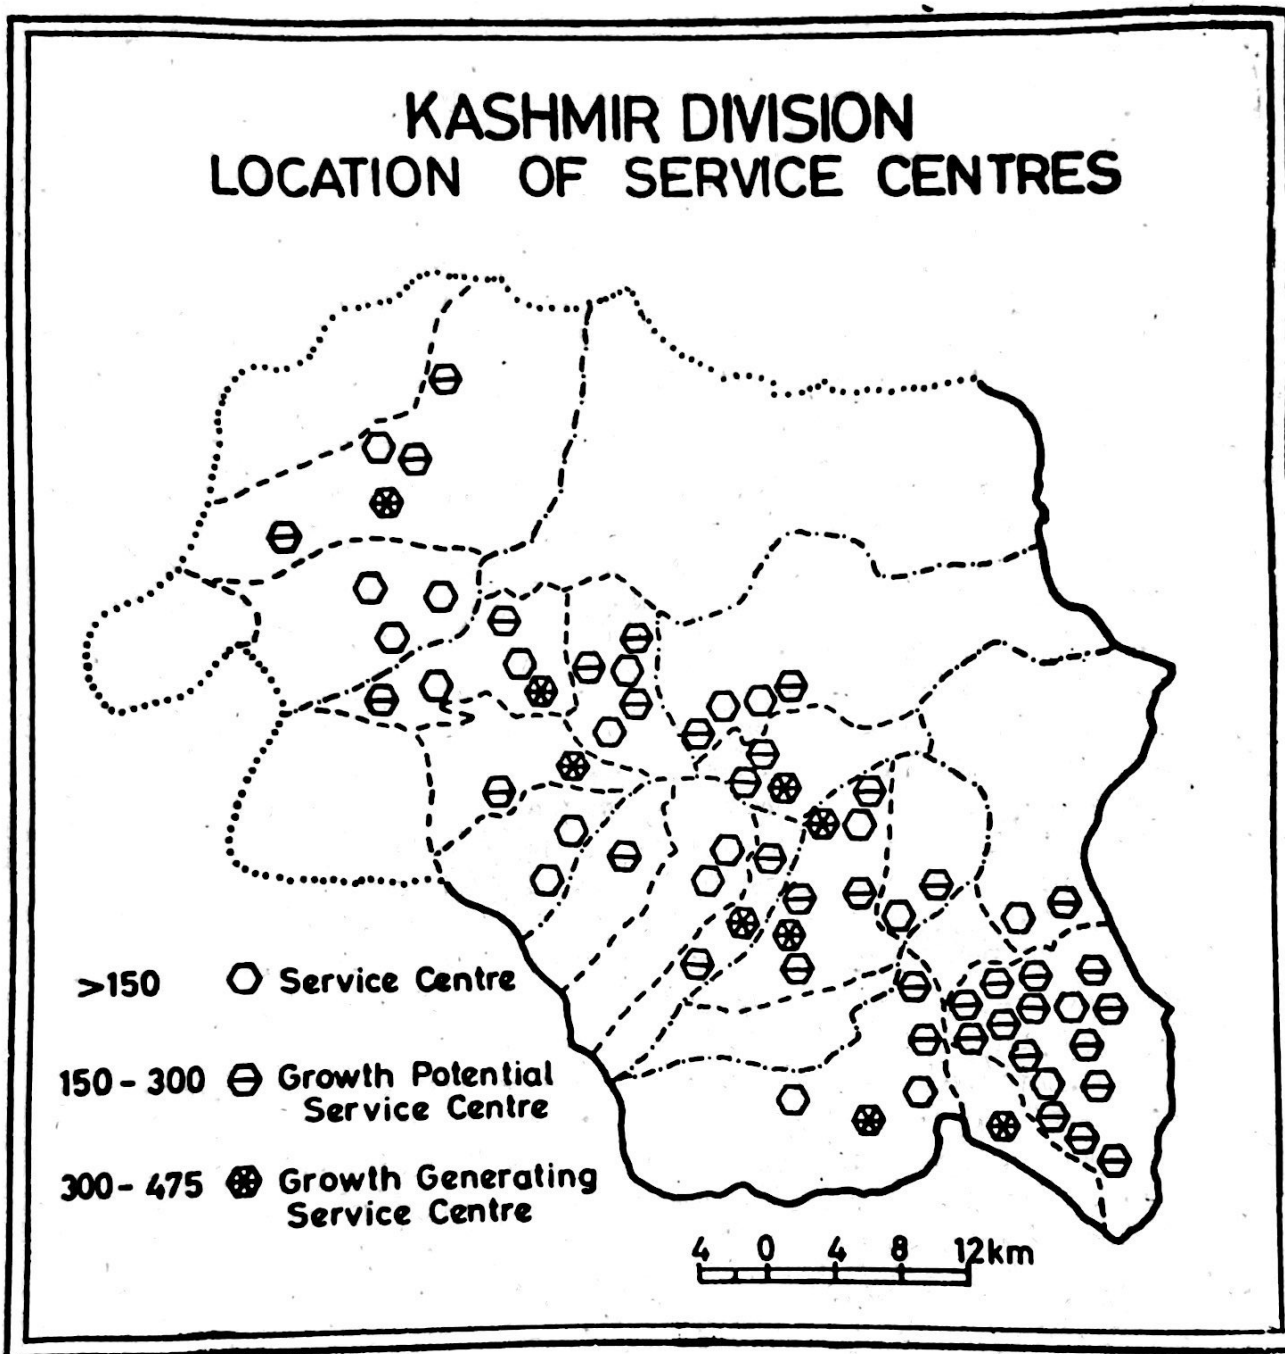 KASHMIR DIVISION
LOCATION OF SERVICE CENTRES
>150 Service Centre
150 - 300 Growth Potential
Service Centre
300 - 475 Growth Generating
Service Centre
4 0 4 8 12km